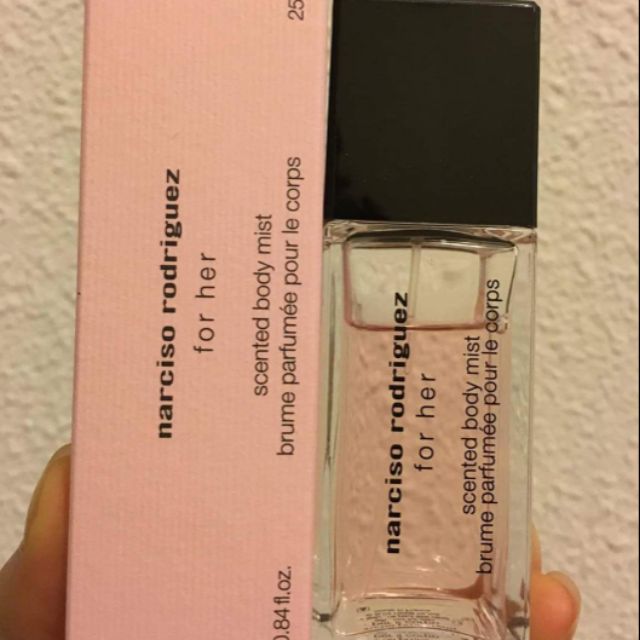 narciso rodriguez
for her
scented body mist
brume parfumée pour le corps
0.84 fl.oz.
25
narciso rodriguez
for her
scented body mist
brume parfumée pour le corps